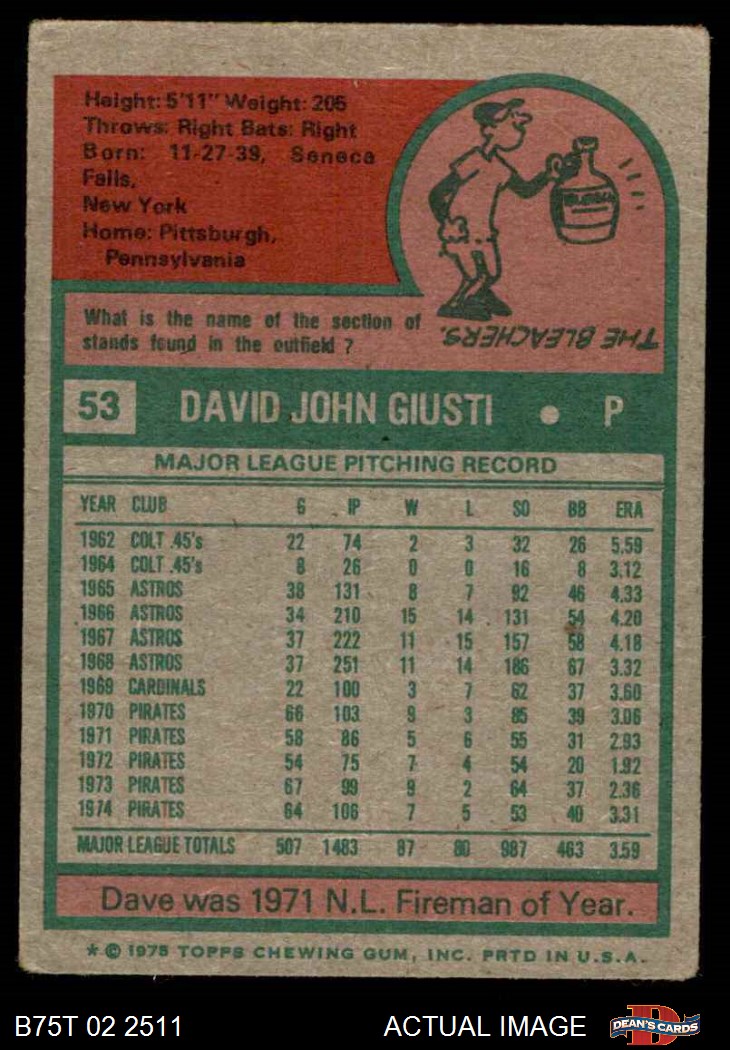 Height: 5'11" Weight: 205
Throws: Right Bats: Right
Born: 11-27-39, Seneca
Falls,
New York
Home: Pittsburgh,
Pennsylvania
What is the name of the section of
stands found in the outfield ?
THE BLEACHERS.
53 DAVID JOHN GIUSTI • P
MAJOR LEAGUE PITCHING RECORD
YEAR CLUB G IP W L SO BB ERA
1962 COLT .45's 22 74 2 3 32 26 5.59
1964 COLT .45's 8 26 0 0 16 8 3.12
1965 ASTROS 38 131 8 7 92 46 4.33
1966 ASTROS 34 210 15 14 131 54 4.20
1967 ASTROS 37 222 11 15 157 58 4.18
1968 ASTROS 37 251 11 14 186 67 3.32
1969 CARDINALS 22 100 3 7 62 37 3.60
1970 PIRATES 66 103 9 3 85 39 3.06
1971 PIRATES 58 86 5 6 55 31 2.93
1972 PIRATES 54 75 7 4 54 20 1.92
1973 PIRATES 67 99 9 2 64 37 2.36
1974 PIRATES 64 106 7 5 53 40 3.31
MAJOR LEAGUE TOTALS 507 1483 87 80 987 463 3.59
Dave was 1971 N.L. Fireman of Year.
* © 1975 TOPPS CHEWING GUM, INC. PRTD IN U.S.A.
B75T 02 2511 ACTUAL IMAGE
D
DEAN'S CARDS